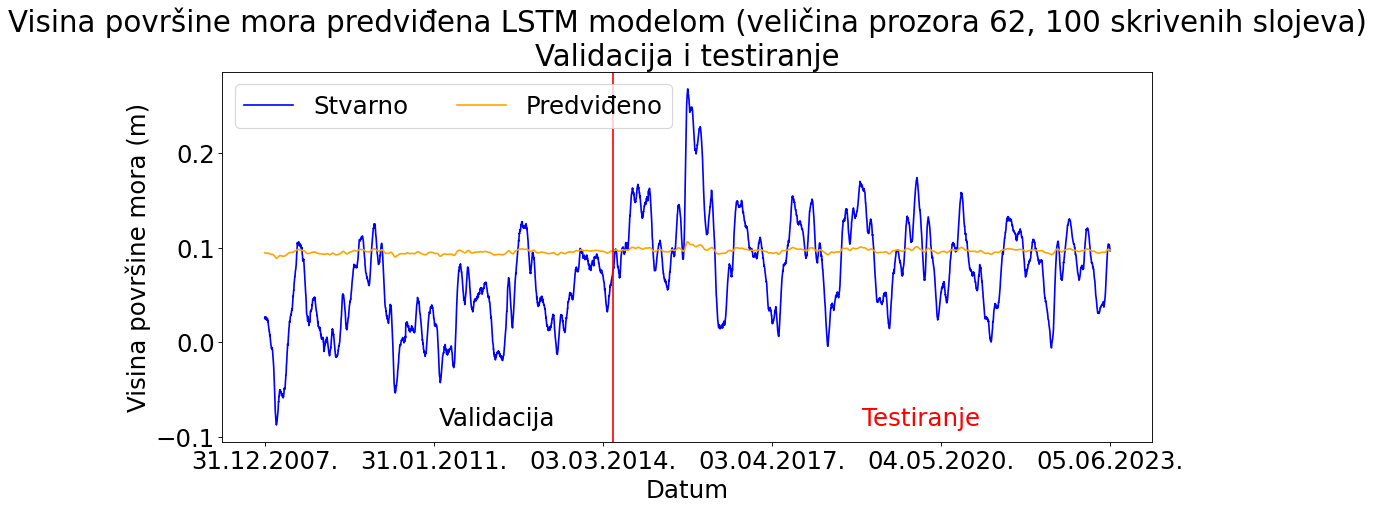 Visina površine mora predviđena LSTM modelom (veličina prozora 62, 100 skrivenih slojeva)
Validacija i testiranje
Stvarno
Predviđeno
Visina površine mora (m)
0.2
0.1
0.0
−0.1
Validacija
Testiranje
31.12.2007.
31.01.2011.
03.03.2014.
03.04.2017.
04.05.2020.
05.06.2023.
Datum